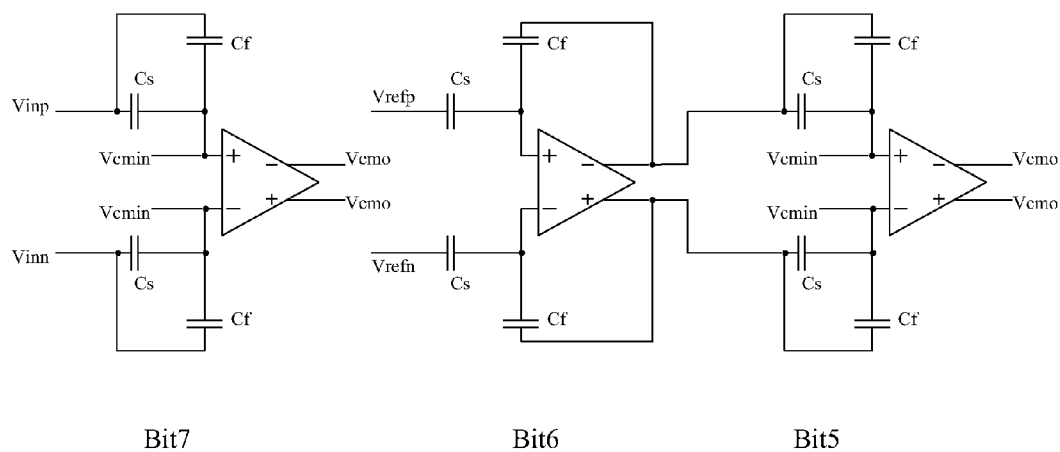 Cf
Cf
Cf
Cs
Cs
Cs
Vinp
Vrefp
Vcmin
+
−
Vcmo
+
−
Vcmin
+
−
Vcmo
Vcmin
−
+
Vcmo
−
+
Vcmin
−
+
Vcmo
Vinn
Vrefn
Cs
Cs
Cs
Cf
Cf
Cf
Bit7
Bit6
Bit5